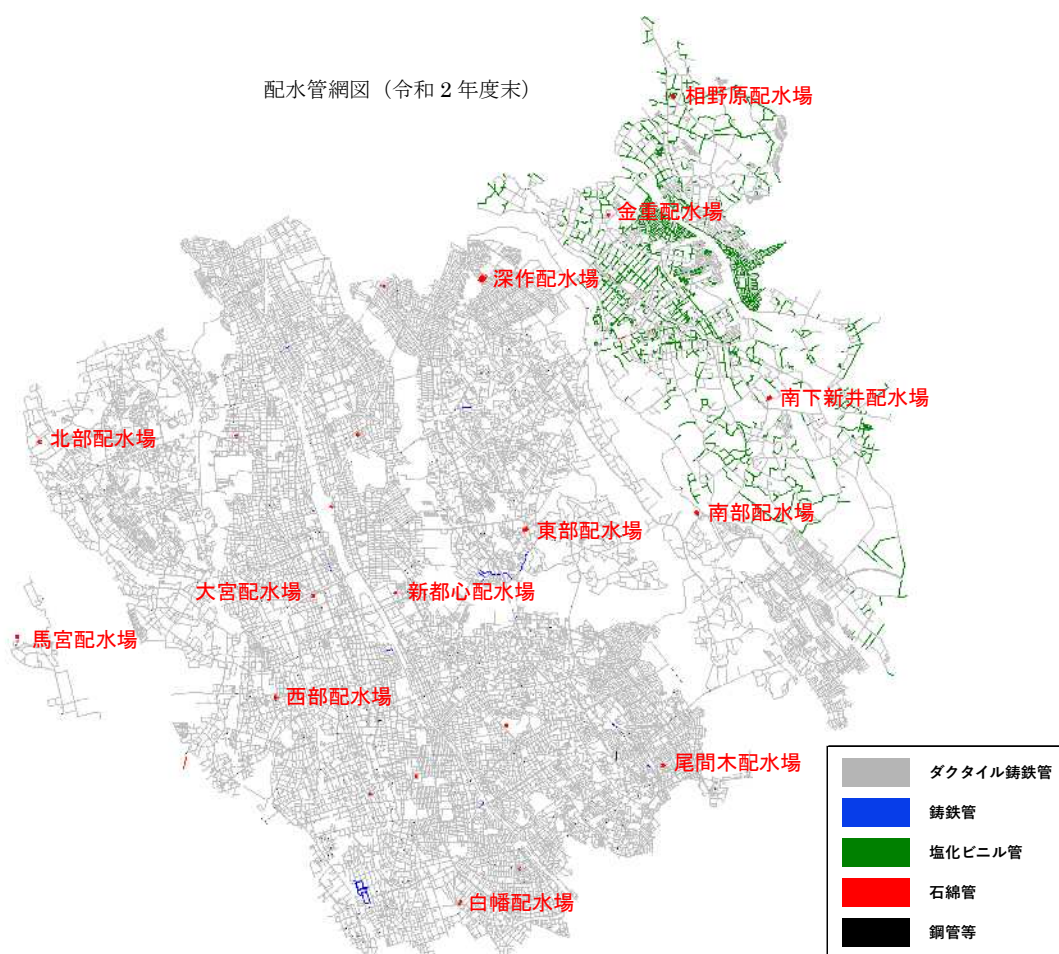 配水管網図（令和２年度末）
相野原配水場
金重配水場
深作配水場
南下新井配水場
北部配水場
南部配水場
東部配水場
大宮配水場
新都心配水場
馬宮配水場
西部配水場
尾間木配水場
白幡配水場
ダクタイル鋳鉄管
鋳鉄管
塩化ビニル管
石綿管
鋼管等